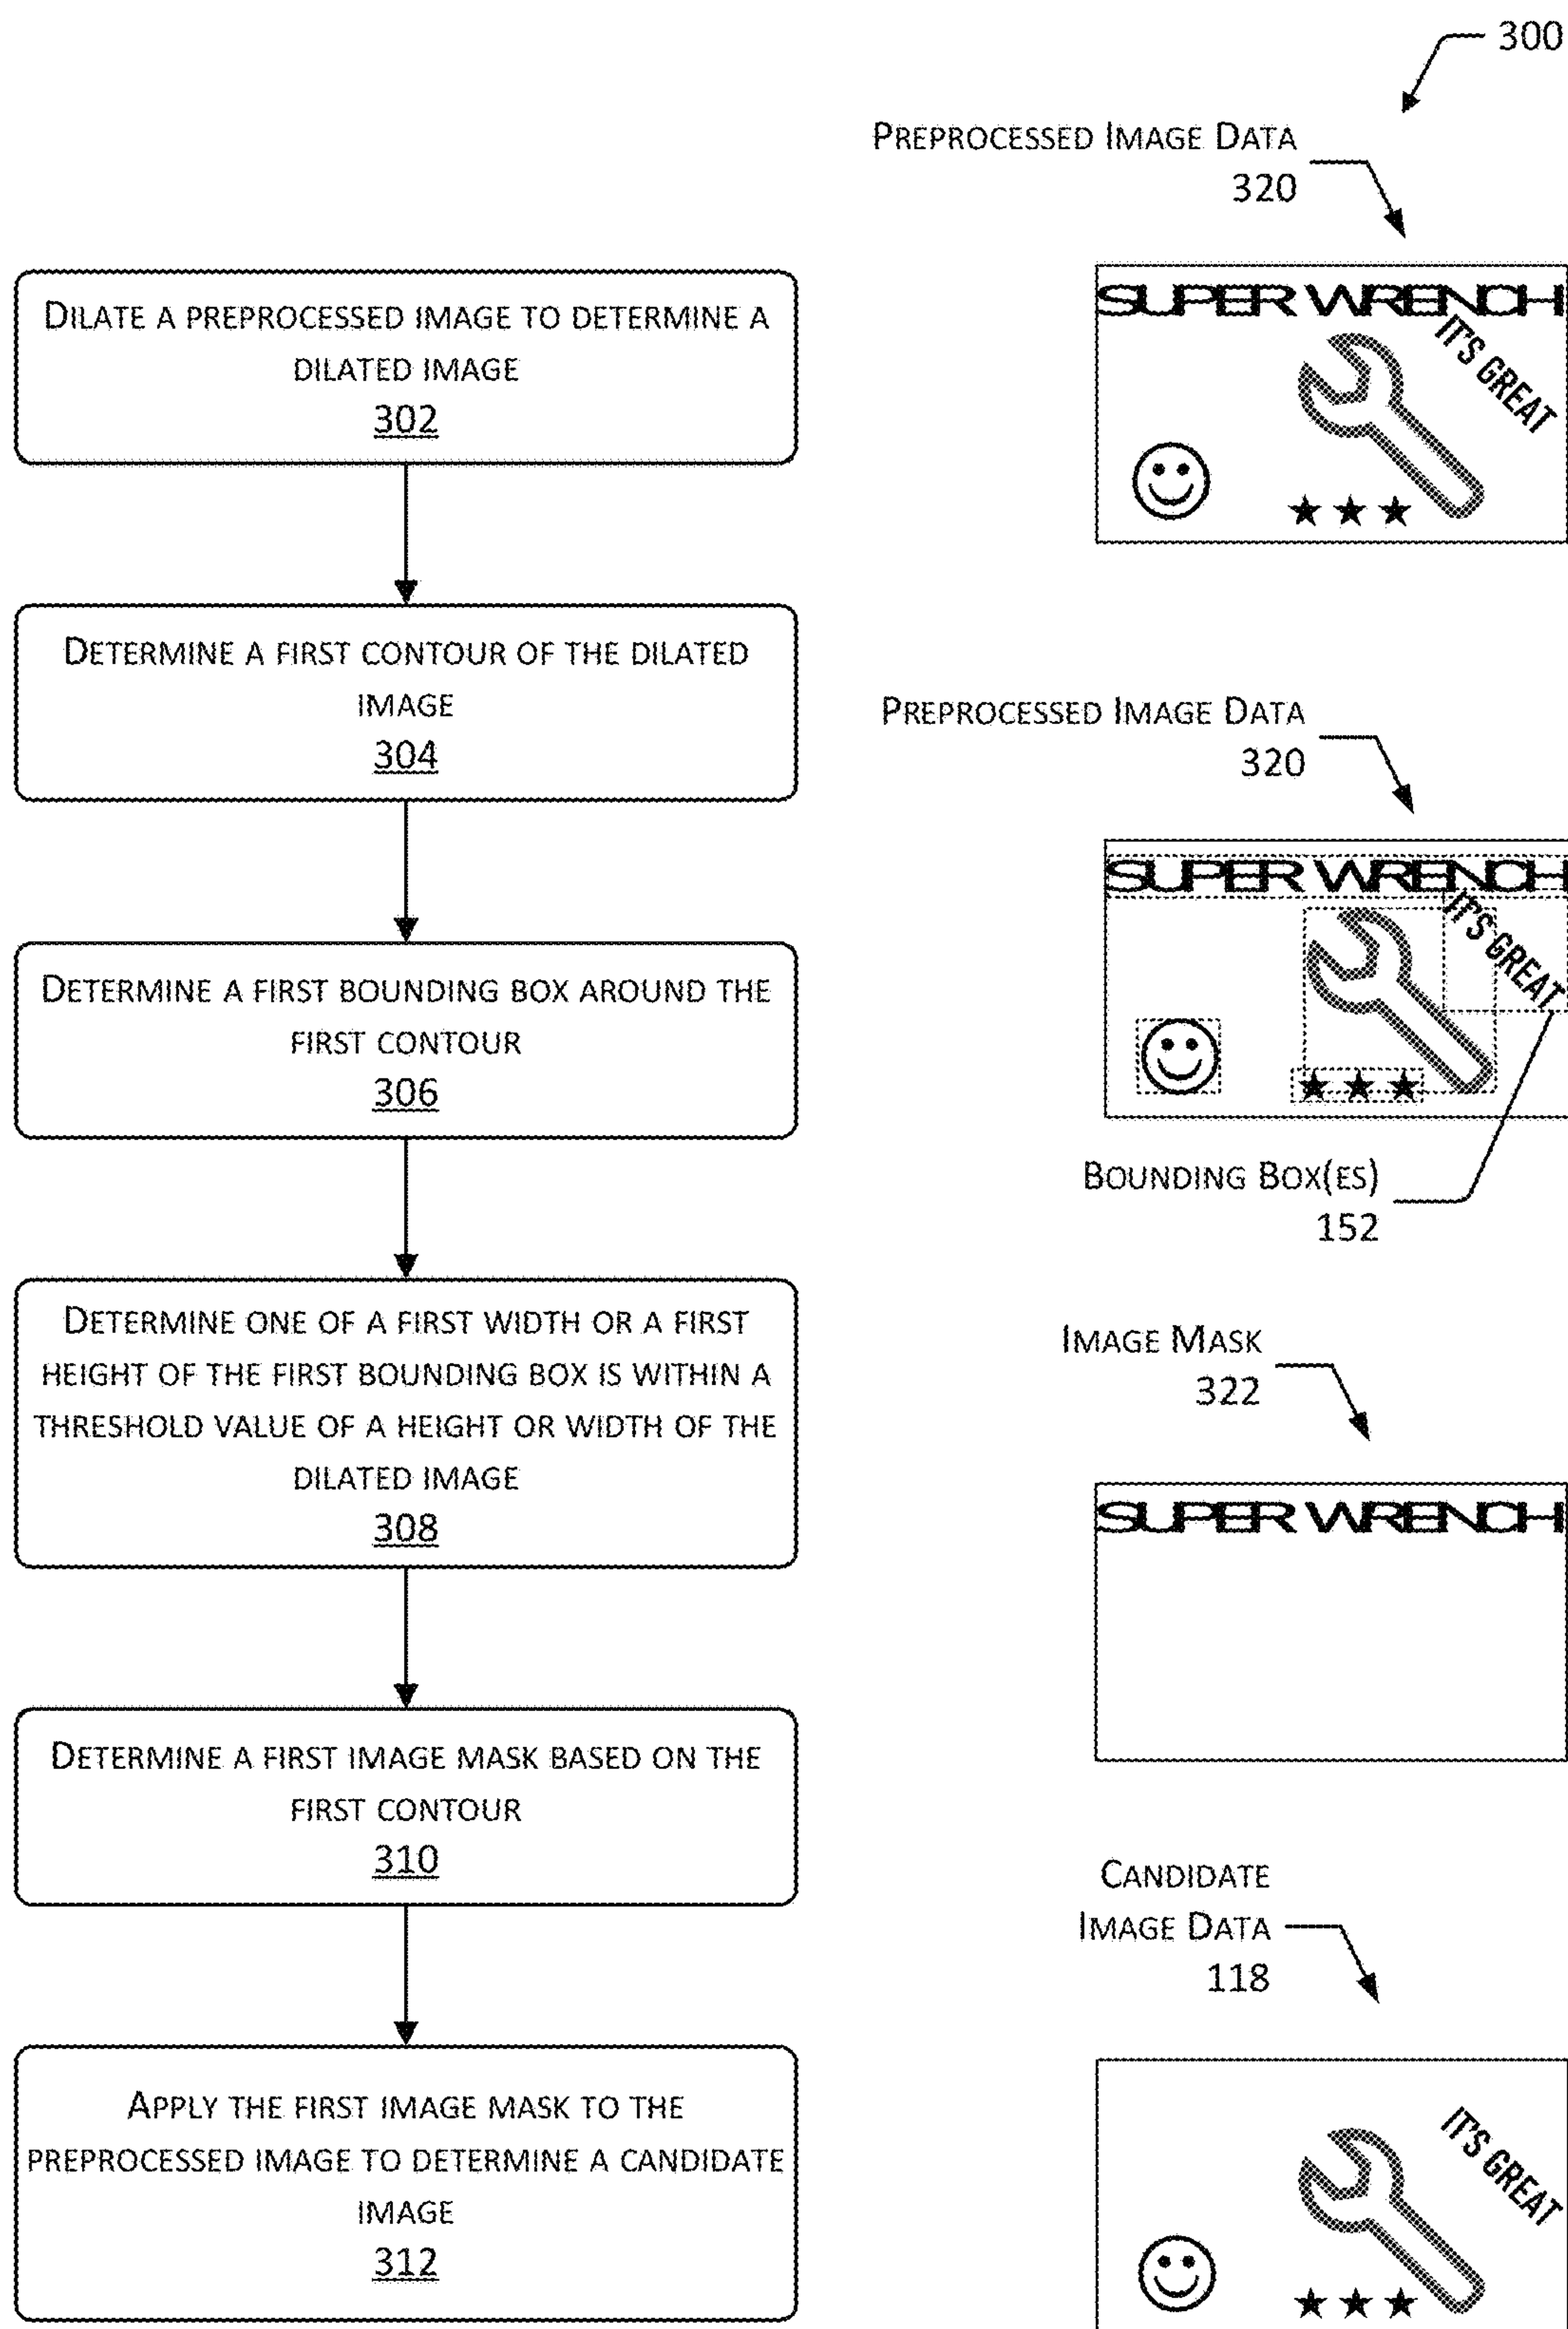 300
PREPROCESSED IMAGE DATA
320
SUPER WRENCH
IT'S GREAT
DILATE A PREPROCESSED IMAGE TO DETERMINE A
DILATED IMAGE
302
DETERMINE A FIRST CONTOUR OF THE DILATED
IMAGE
304
PREPROCESSED IMAGE DATA
320
SUPER WRENCH
IT'S GREAT
DETERMINE A FIRST BOUNDING BOX AROUND THE
FIRST CONTOUR
306
BOUNDING BOX(ES)
152
DETERMINE ONE OF A FIRST WIDTH OR A FIRST
HEIGHT OF THE FIRST BOUNDING BOX IS WITHIN A
THRESHOLD VALUE OF A HEIGHT OR WIDTH OF THE
DILATED IMAGE
308
IMAGE MASK
322
SUPER WRENCH
DETERMINE A FIRST IMAGE MASK BASED ON THE
FIRST CONTOUR
310
CANDIDATE
IMAGE DATA
118
APPLY THE FIRST IMAGE MASK TO THE
PREPROCESSED IMAGE TO DETERMINE A CANDIDATE
IMAGE
312
IT'S GREAT